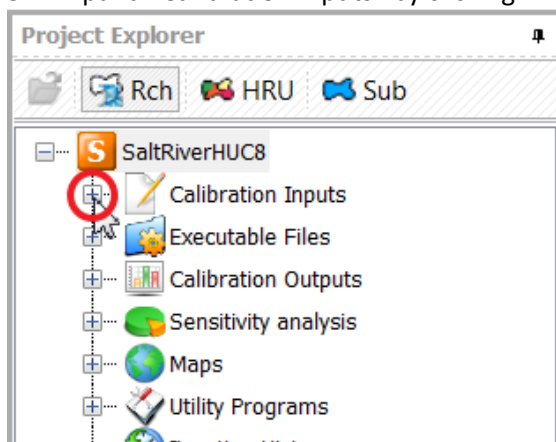 Project Explorer
Rch HRU Sub
S SaltRiverHUC8
Calibration Inputs
Executable Files
Calibration Outputs
Sensitivity analysis
Maps
Utility Programs